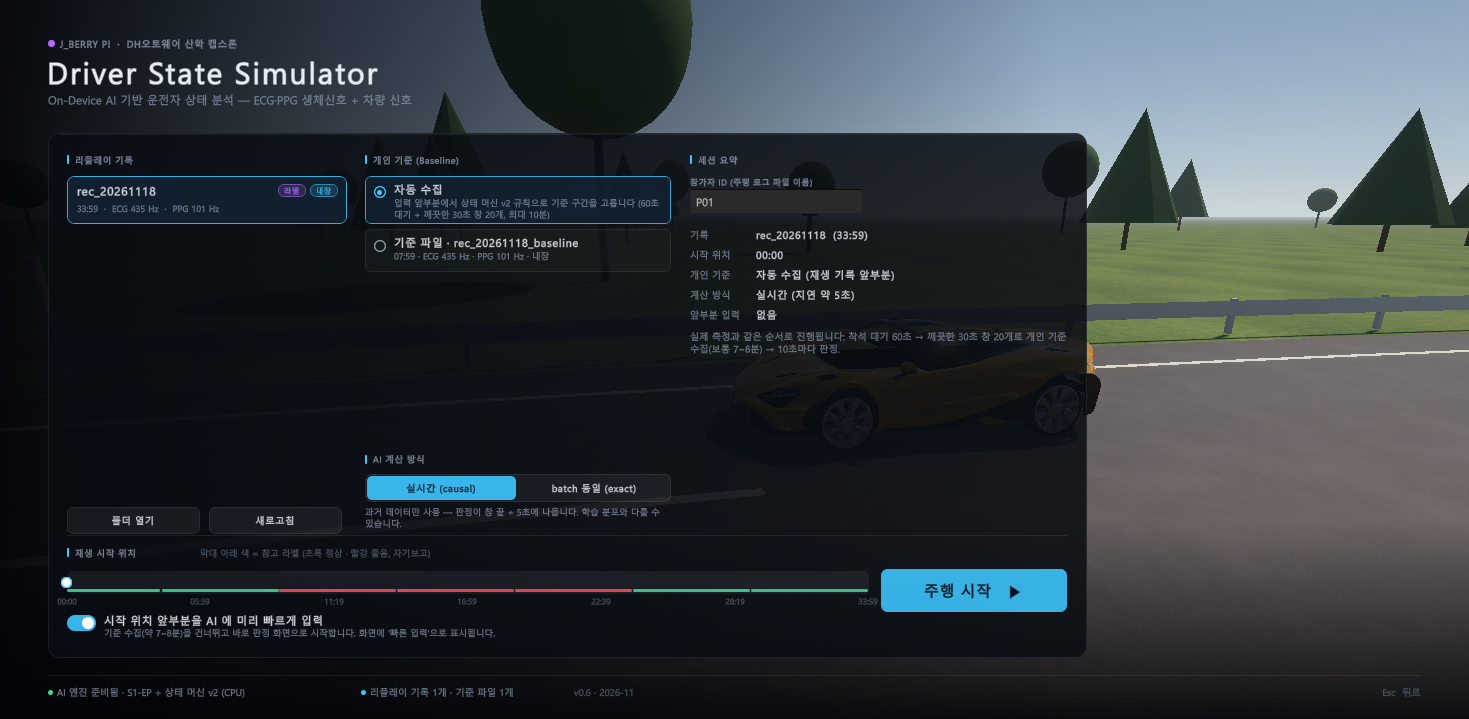 J_BERRY PI · DH오토웨이 산학 캡스톤
Driver State Simulator
On-Device AI 기반 운전자 상태 분석 — ECG·PPG 생체신호 + 차량 신호
리플레이 기록
rec_20261118
라벨
내장
33:59 · ECG 435 Hz · PPG 101 Hz
개인 기준 (Baseline)
자동 수집
입력 앞부분에서 상태 머신 v2 규칙으로 기준 구간을 고릅니다 (60초
대기 + 깨끗한 30초 창 20개, 최대 10분)
기준 파일 · rec_20261118_baseline
07:59 · ECG 435 Hz · PPG 101 Hz · 내장
세션 요약
참가자 ID (주행 로그 파일 이름)
P01
기록 rec_20261118 (33:59)
시작 위치 00:00
개인 기준 자동 수집 (재생 기록 앞부분)
계산 방식 실시간 (지연 약 5초)
앞부분 입력 없음
실제 측정과 같은 순서로 진행됩니다: 착석 대기 60초 → 깨끗한 30초 창 20개로 개인 기준
수집(보통 7~8분) → 10초마다 판정.
AI 계산 방식
실시간 (causal)
batch 동일 (exact)
과거 데이터만 사용 — 판정이 창 끝 + 5초에 나옵니다. 학습 분포와 다를 수
있습니다.
폴더 열기
새로고침
재생 시작 위치
막대 아래 색 = 참고 라벨 (초록 정상 · 빨강 졸음, 자기보고)
00:00 05:39 11:19 16:59 22:39 28:19 33:59
주행 시작
시작 위치 앞부분을 AI 에 미리 빠르게 입력
기준 수집(약 7~8분)을 건너뛰고 바로 판정 화면으로 시작합니다. 화면에 '빠른 입력'으로 표시됩니다.
AI 엔진 준비됨 · S1-EP + 상태 머신 v2 (CPU)
리플레이 기록 1개 · 기준 파일 1개
v0.6 · 2026-11
Esc 뒤로